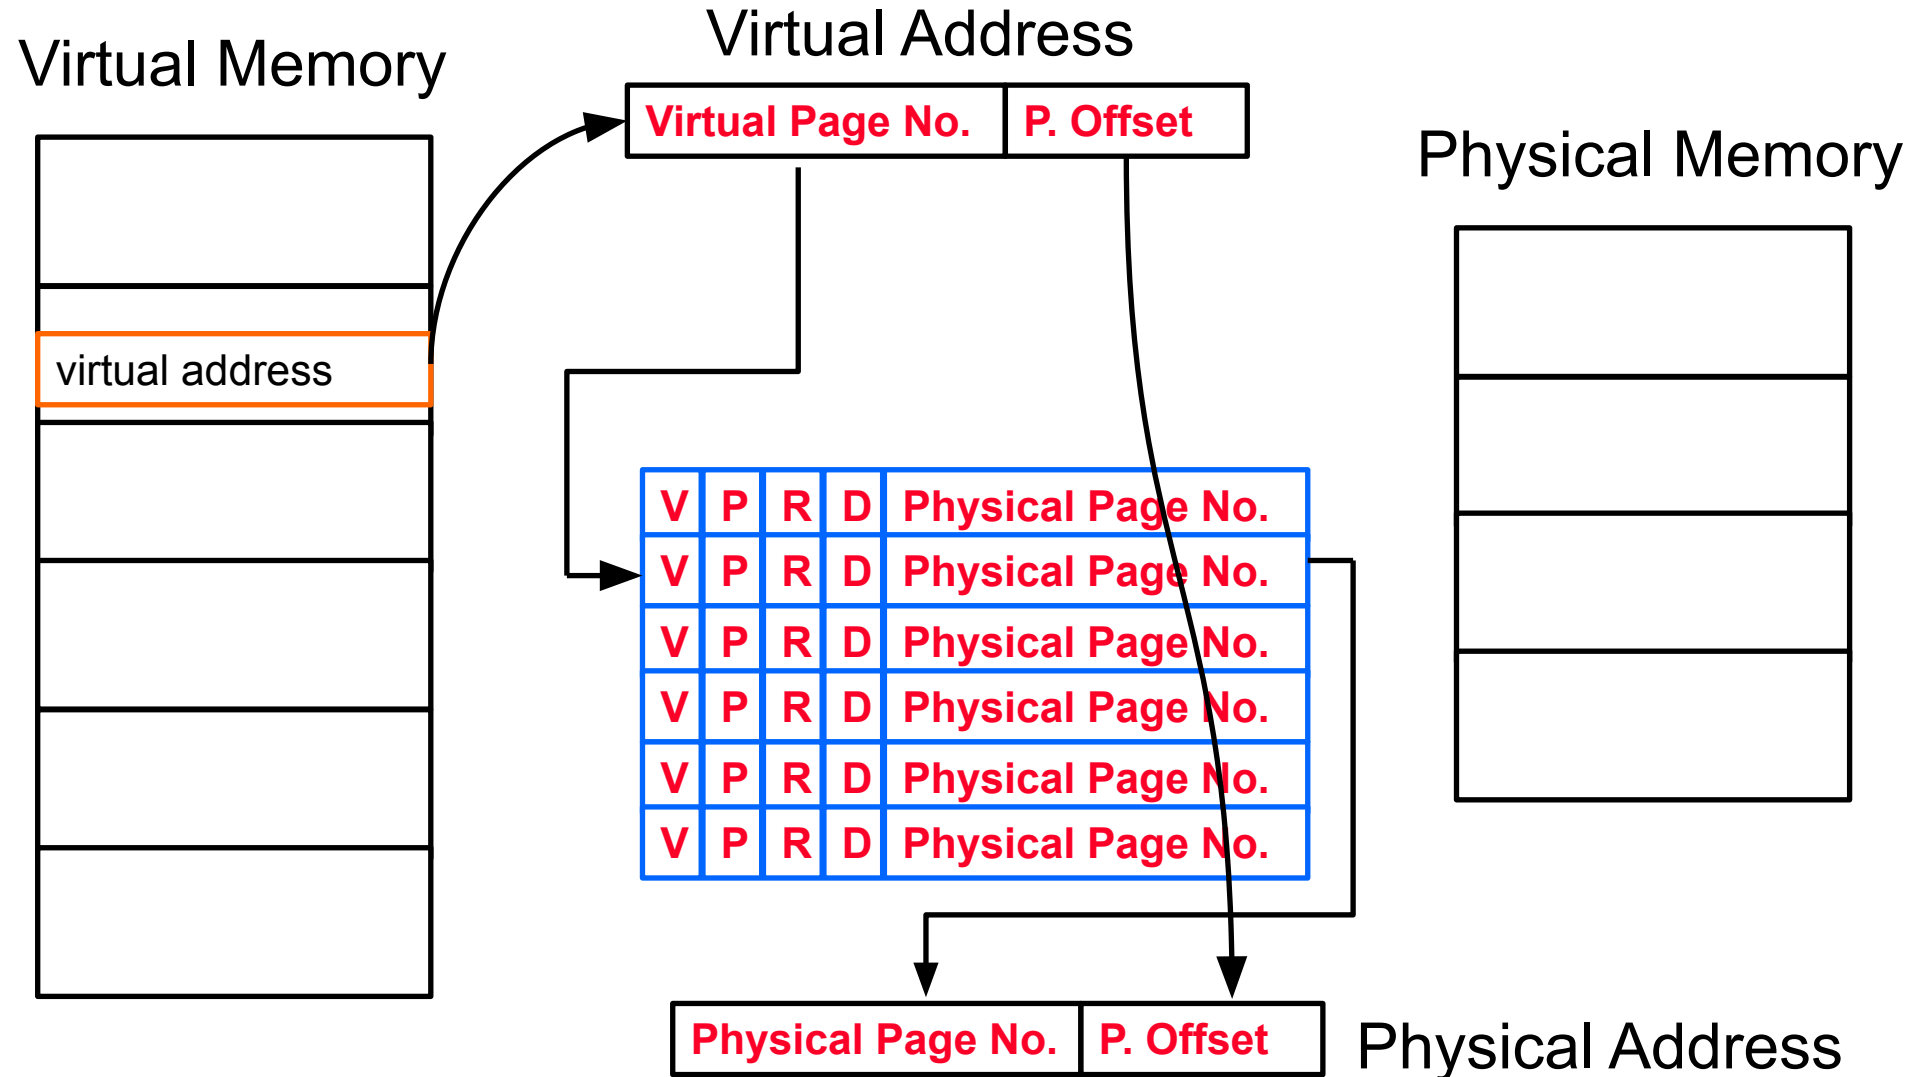 Virtual Address
Virtual Memory
Virtual Page No. P. Offset
Physical Memory
virtual address
V P R D Physical Page No.
V P R D Physical Page No.
V P R D Physical Page No.
V P R D Physical Page No.
V P R D Physical Page No.
V P R D Physical Page No.
Physical Page No. P. Offset
Physical Address